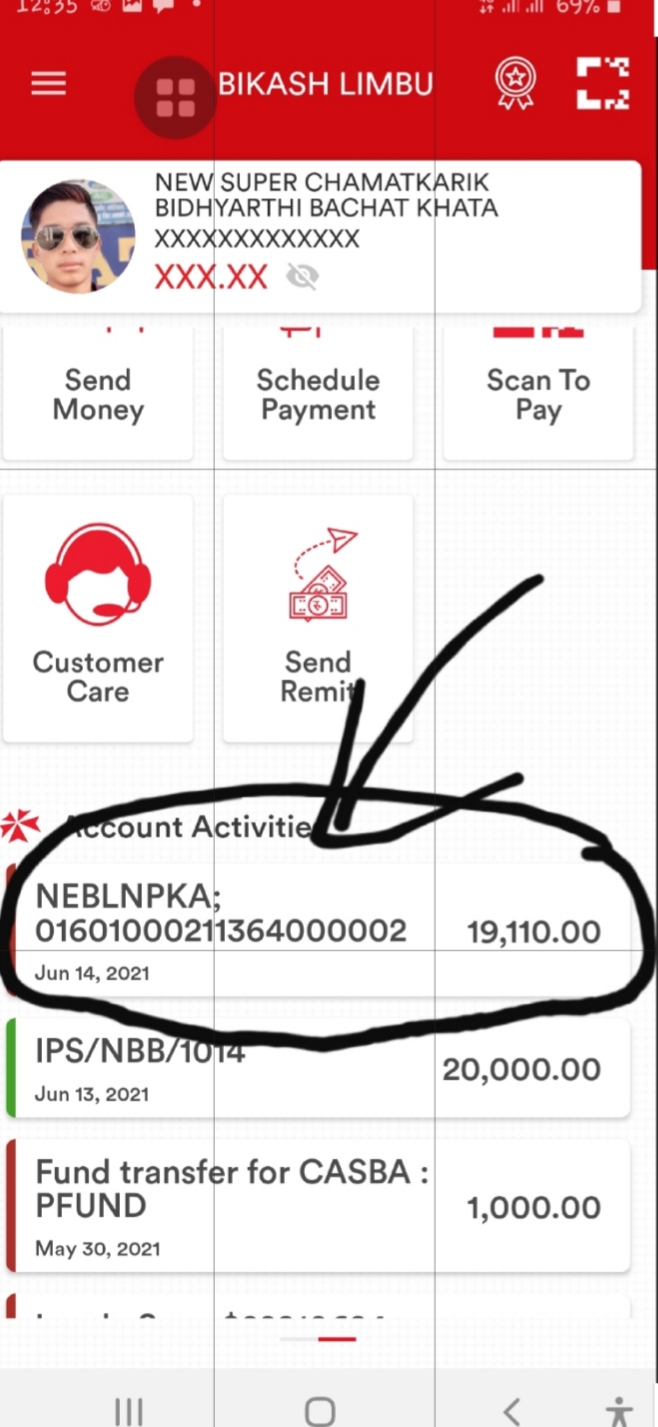 12:35
69%
BIKASH LIMBU
NEW SUPER CHAMATKARIK
BIDHYARTHI BACHAT KHATA
XXXXXXXXXXXXX
XXX.XX
Send
Money
Schedule
Payment
Scan To
Pay
Customer
Care
Send
Remit
Account Activitie
NEBLNPKA;
01601000211364000002
19,110.00
Jun 14, 2021
IPS/NBB/1014
20,000.00
Jun 13, 2021
Fund transfer for CASBA :
PFUND
1,000.00
May 30, 2021